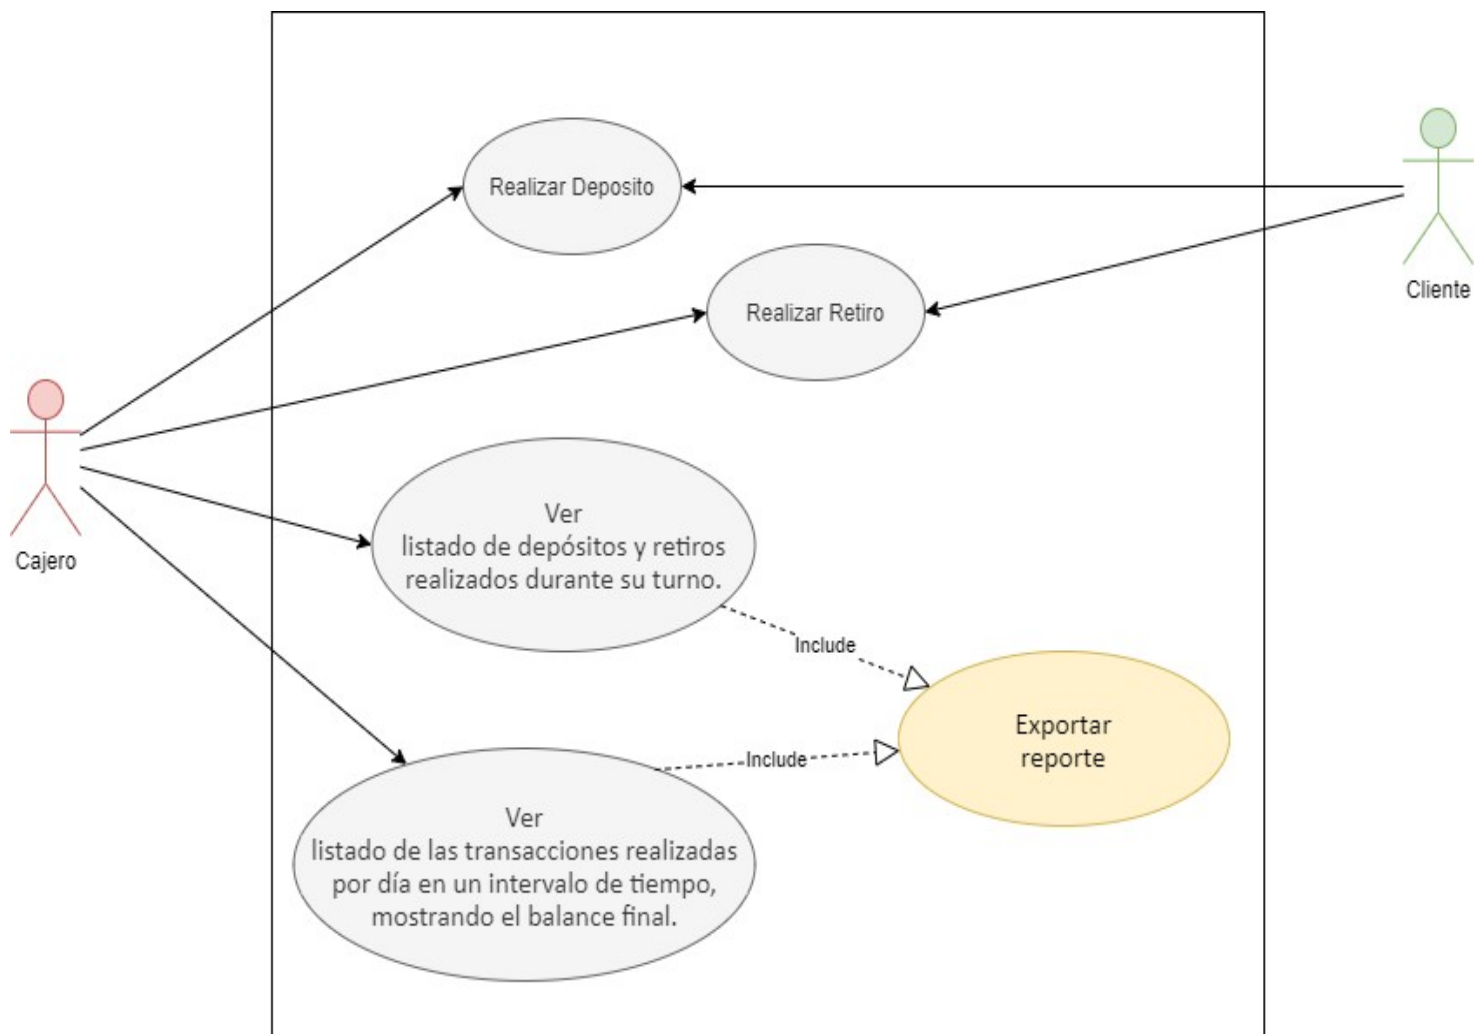 Realizar Deposito
Realizar Retiro
Cliente
Cajero
Ver
listado de depósitos y retiros
realizados durante su turno.
Include
Exportar
reporte
Include
Ver
listado de las transacciones realizadas
por día en un intervalo de tiempo,
mostrando el balance final.